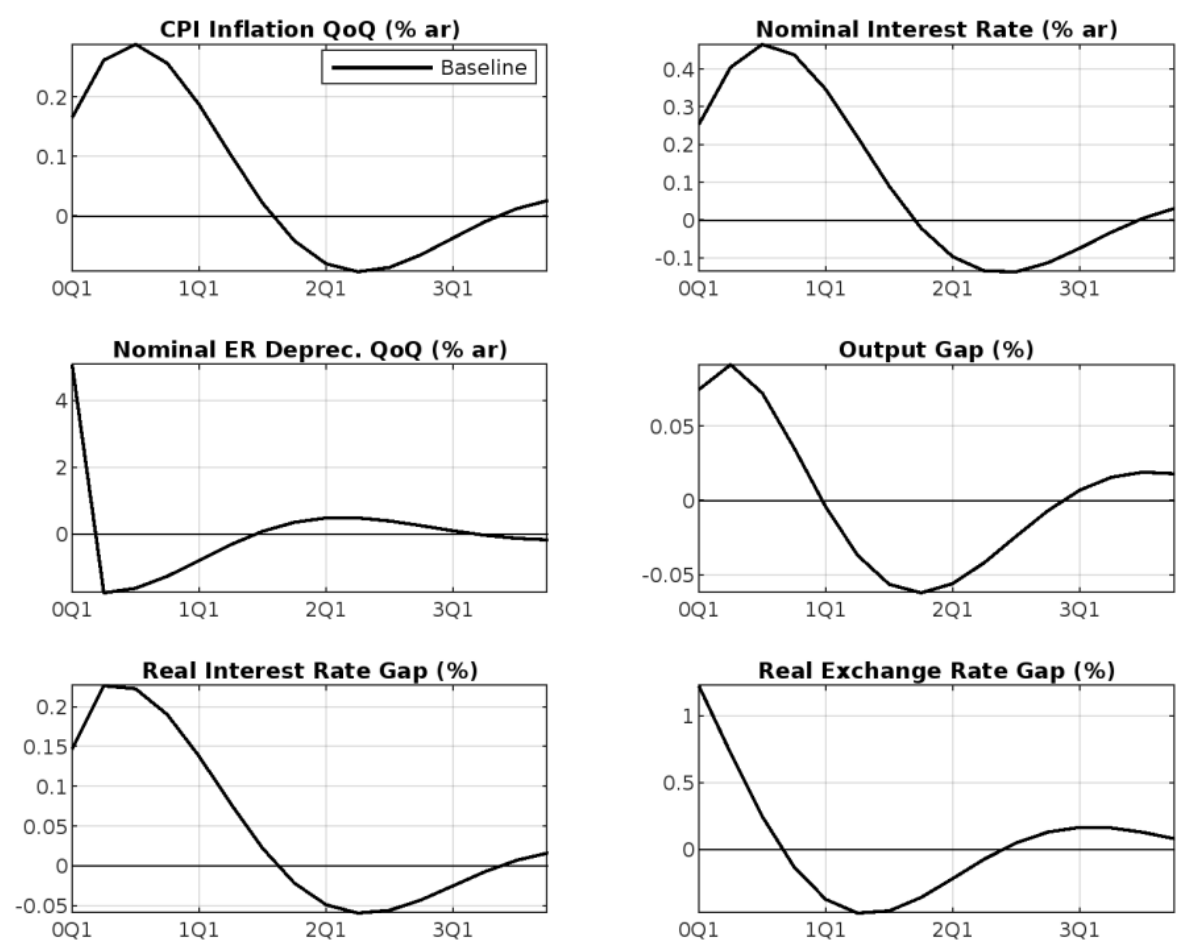 CPI Inflation QoQ (% ar)
Baseline
0.2
0.1
0
0Q1 1Q1 2Q1 3Q1
Nominal Interest Rate (% ar)
0.4
0.3
0.2
0.1
0
-0.1
0Q1 1Q1 2Q1 3Q1
Nominal ER Deprec. QoQ (% ar)
4
2
0
0Q1 1Q1 2Q1 3Q1
Output Gap (%)
0.05
0
-0.05
0Q1 1Q1 2Q1 3Q1
Real Interest Rate Gap (%)
0.2
0.15
0.1
0.05
0
-0.05
0Q1 1Q1 2Q1 3Q1
Real Exchange Rate Gap (%)
1
0.5
0
0Q1 1Q1 2Q1 3Q1